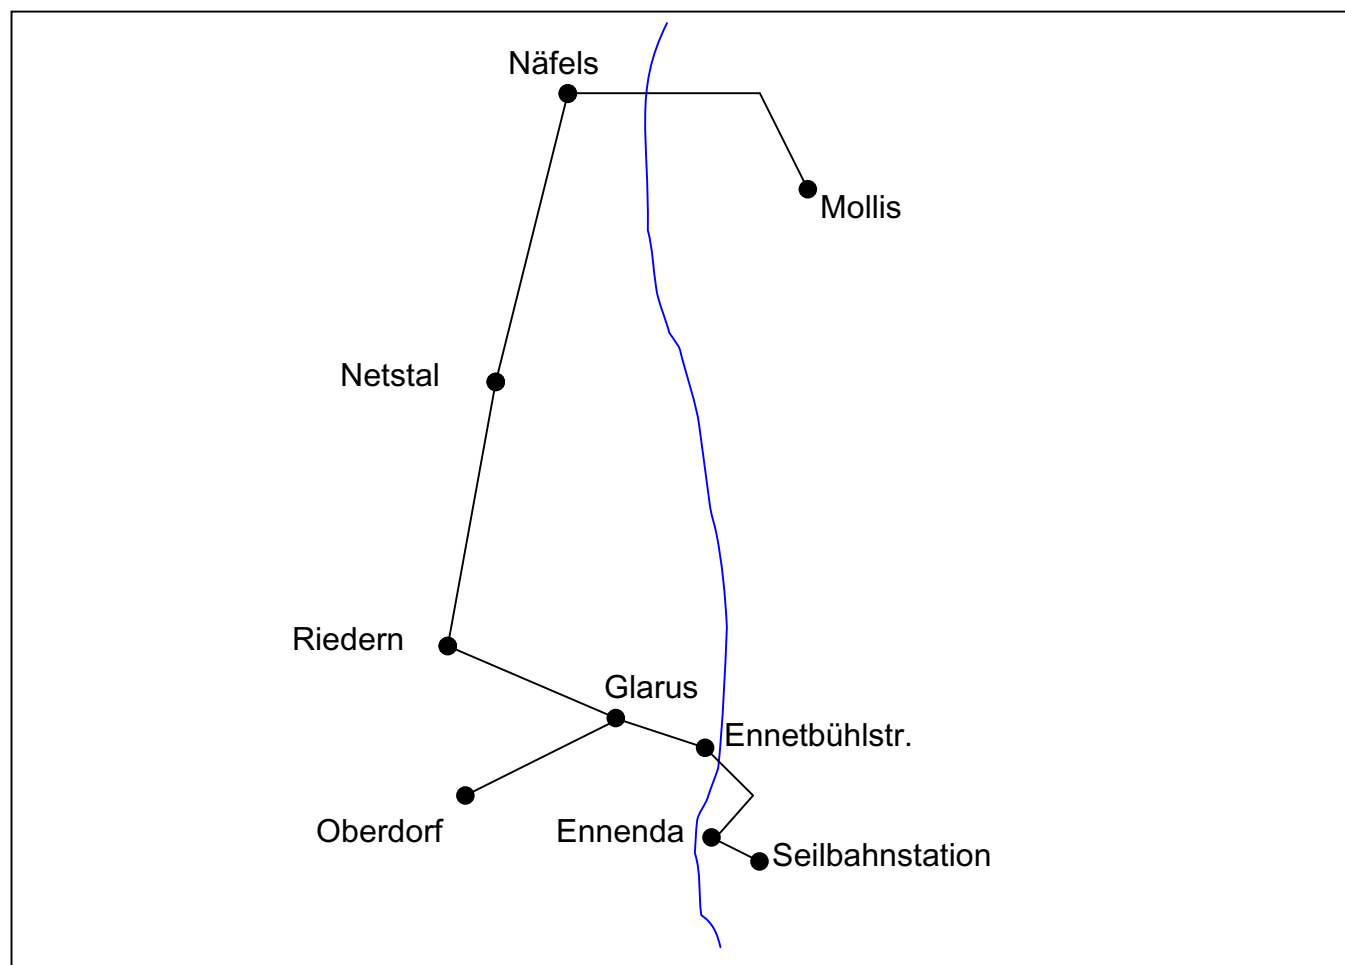 Näfels
Mollis
Netstal
Riedern
Glarus
Ennetbühlstr.
Oberdorf
Ennenda
Seilbahnstation